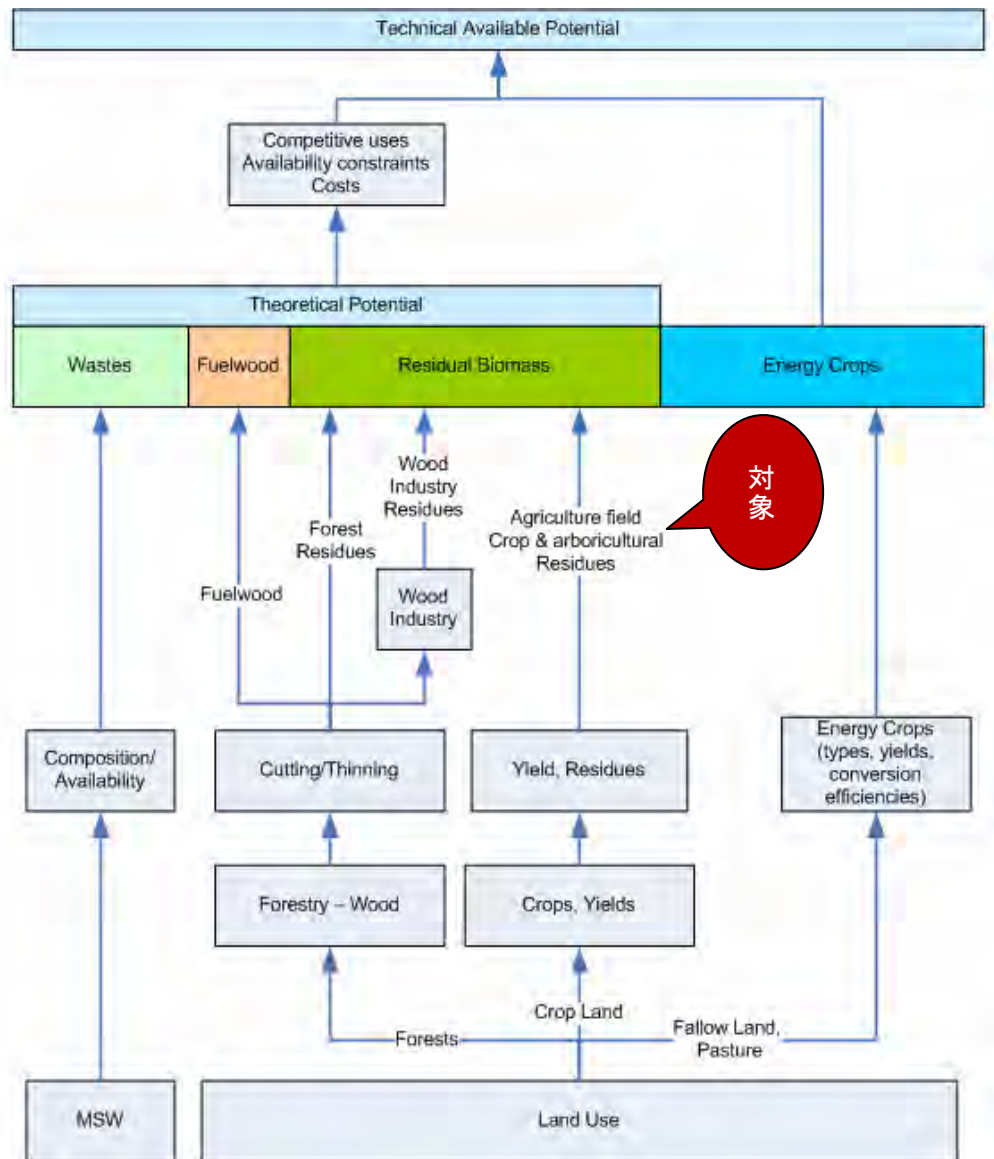 Technical Available Potential
Competitive uses
Availability constraints
Costs
Theoretical Potential
Wastes
Fuelwood
Residual Biomass
Energy Crops
対象
Wood
Industry
Residues
Forest
Residues
Agriculture field
Crop & arboricultural
Residues
Fuelwood
Wood
Industry
Composition/
Availability
Cutting/Thinning
Yield, Residues
Energy Crops
(types, yields,
conversion
efficiencies)
Forestry – Wood
Crops, Yields
Crop Land
Forests
Fallow Land,
Pasture
MSW
Land Use